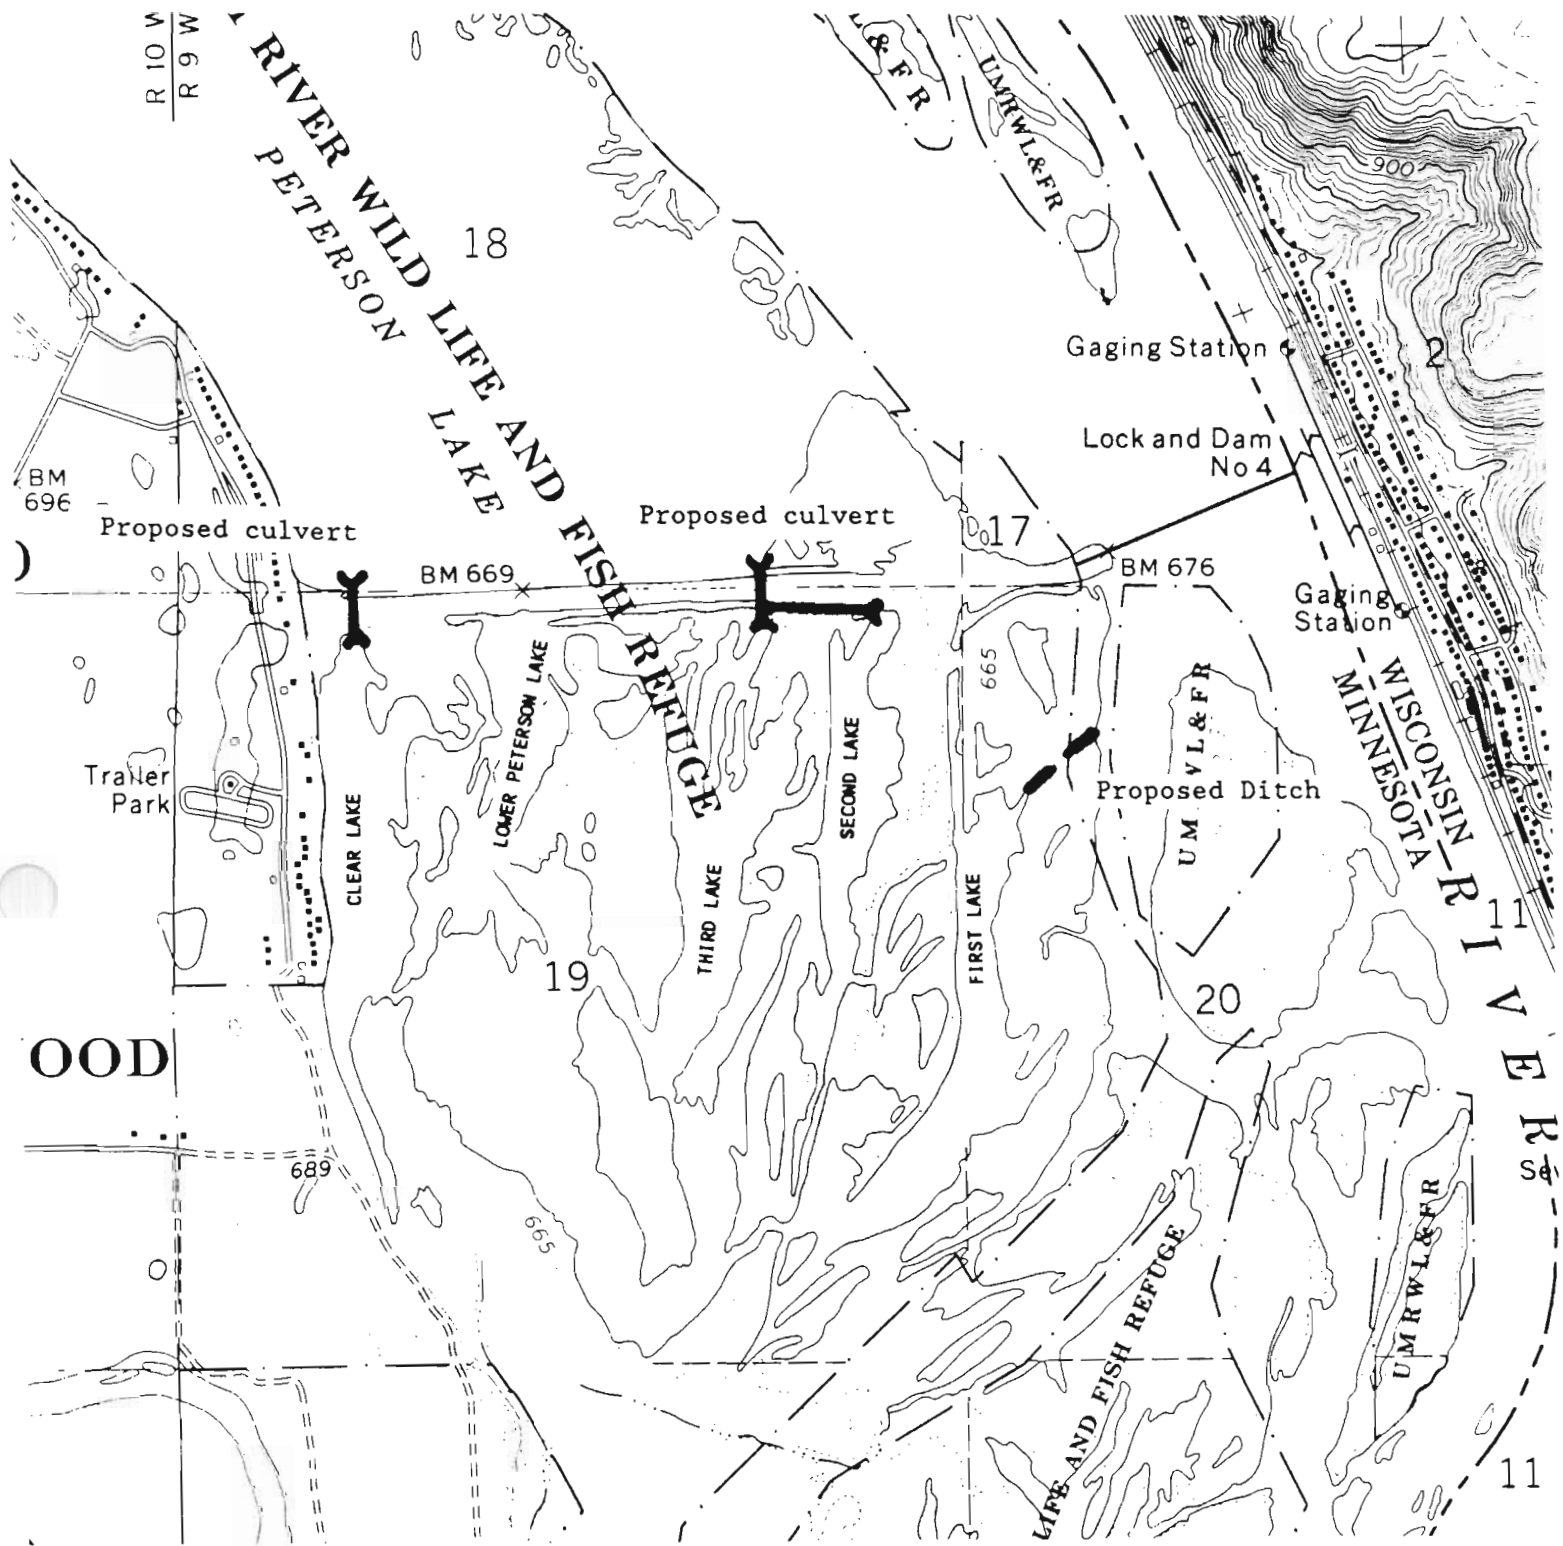 R 10 W
R 9 W
RIVER WILD LIFE AND FISH REFUGE
PETERSON
LAKE
18
L & F R
UMRWL&FR
900
Gaging Station
2
Lock and Dam
No 4
BM
696
Proposed culvert
Proposed culvert
17
)
BM 669
BM 676
Gaging
Station
665
WISCONSIN
MINNESOTA
LOWER PETERSON LAKE
SECOND LAKE
Trailer
Park
CLEAR LAKE
THIRD LAKE
FIRST LAKE
Proposed Ditch
RIVER
11
19
20
OOD
689
665
UMRWL&FR
LIFE AND FISH REFUGE
11